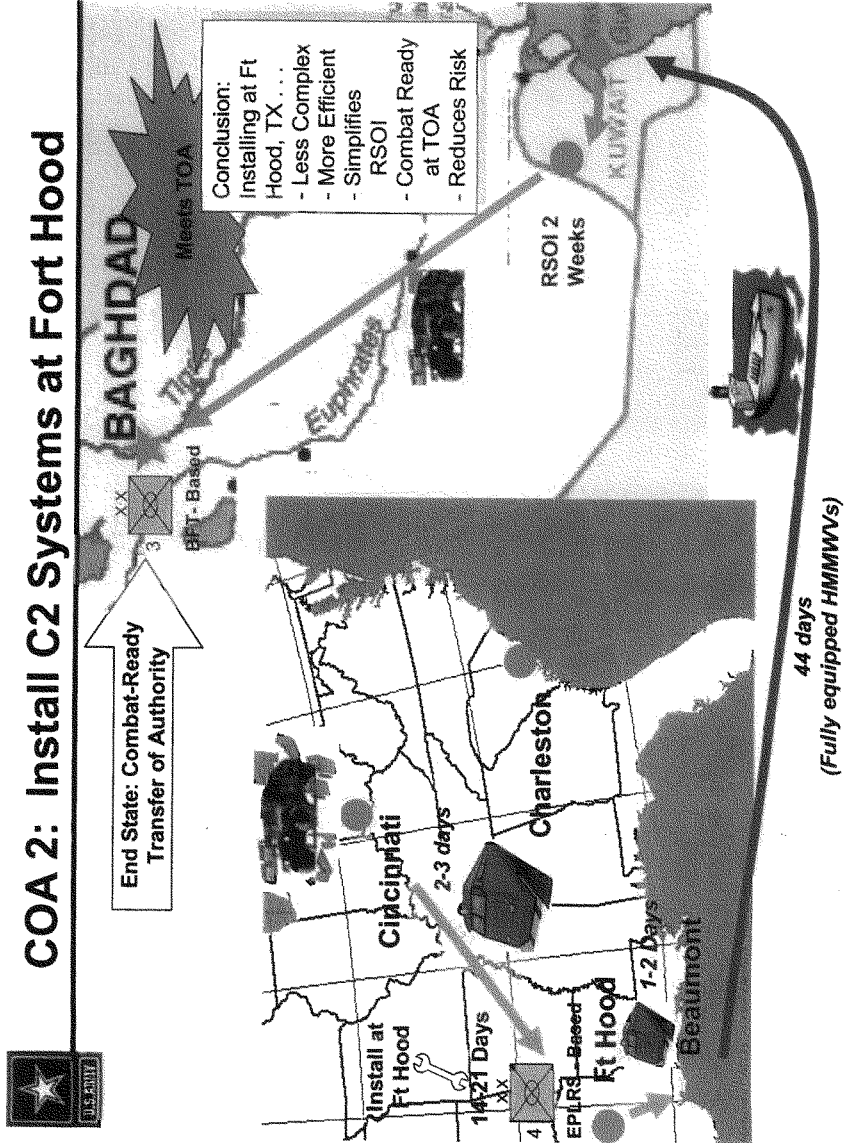 COA 2: Install C2 Systems at Fort Hood
U.S. ARMY
End State: Combat-Ready
Transfer of Authority
XX
3
BFT- Based
BAGHDAD
Tigris
Euphrates
Meets TOA
Conclusion:
Installing at Ft
Hood, TX . . .
- Less Complex
- More Efficient
- Simplifies
RSOI
- Combat Ready
at TOA
- Reduces Risk
RSOI 2
Weeks
KUWAIT
Install at
Ft Hood
14-21 Days
XX
4
EPLRS - Based
Ft Hood
Cincinnati
2-3 days
Charleston
1-2 Days
Beaumont
44 days
(Fully equipped HMMWVs)